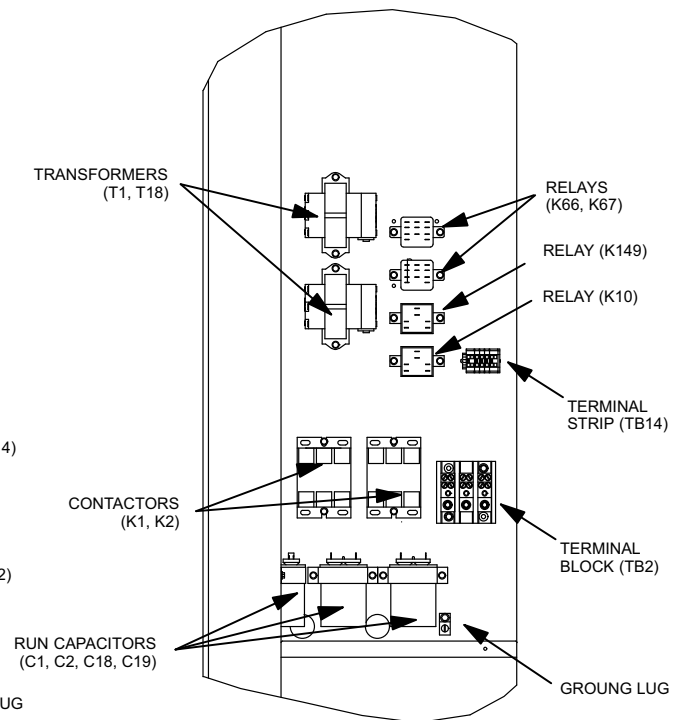 TRANSFORMERS
(T1, T18)
RELAYS
(K66, K67)
RELAY (K149)
RELAY (K10)
TERMINAL
STRIP (TB14)
4)
CONTACTORS
(K1, K2)
TERMINAL
BLOCK (TB2)
2)
RUN CAPACITORS
(C1, C2, C18, C19)
GROUNG LUG
UG